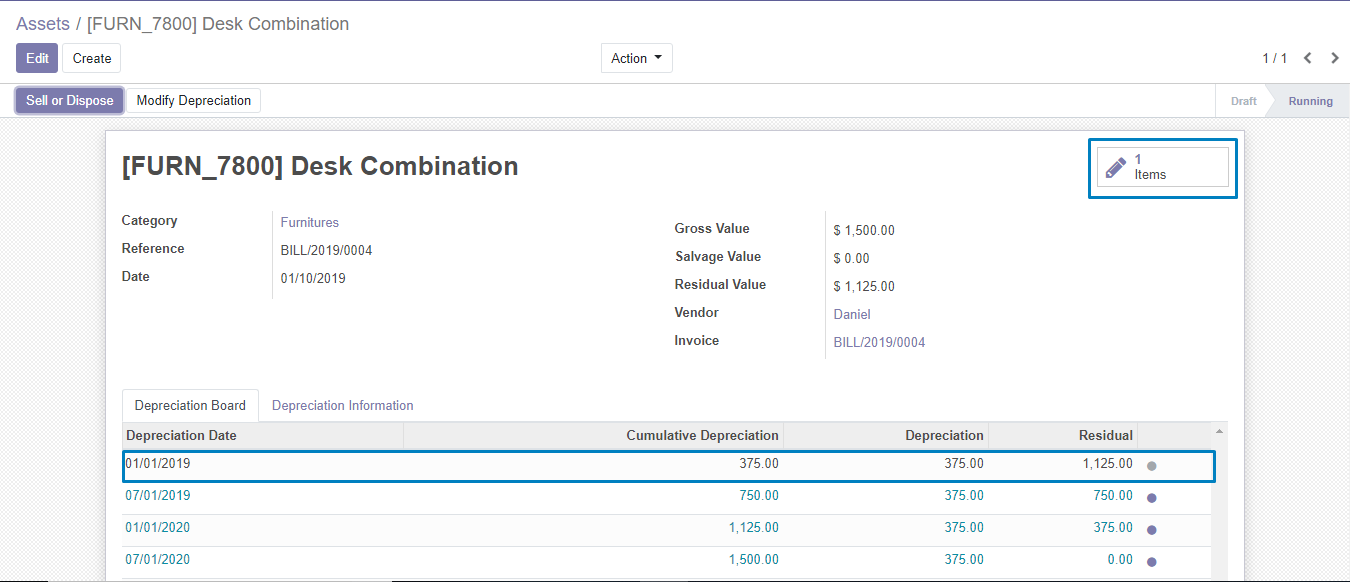 Assets / [FURN_7800] Desk Combination
Edit Create Action 1 / 1
Sell or Dispose Modify Depreciation Draft Running
[FURN_7800] Desk Combination
1
Items
Category Furnitures
Reference BILL/2019/0004
Date 01/10/2019
Gross Value $ 1,500.00
Salvage Value $ 0.00
Residual Value $ 1,125.00
Vendor Daniel
Invoice BILL/2019/0004
Depreciation Board Depreciation Information
Depreciation Date Cumulative Depreciation Depreciation Residual
01/01/2019 375.00 375.00 1,125.00
07/01/2019 750.00 375.00 750.00
01/01/2020 1,125.00 375.00 375.00
07/01/2020 1,500.00 375.00 0.00